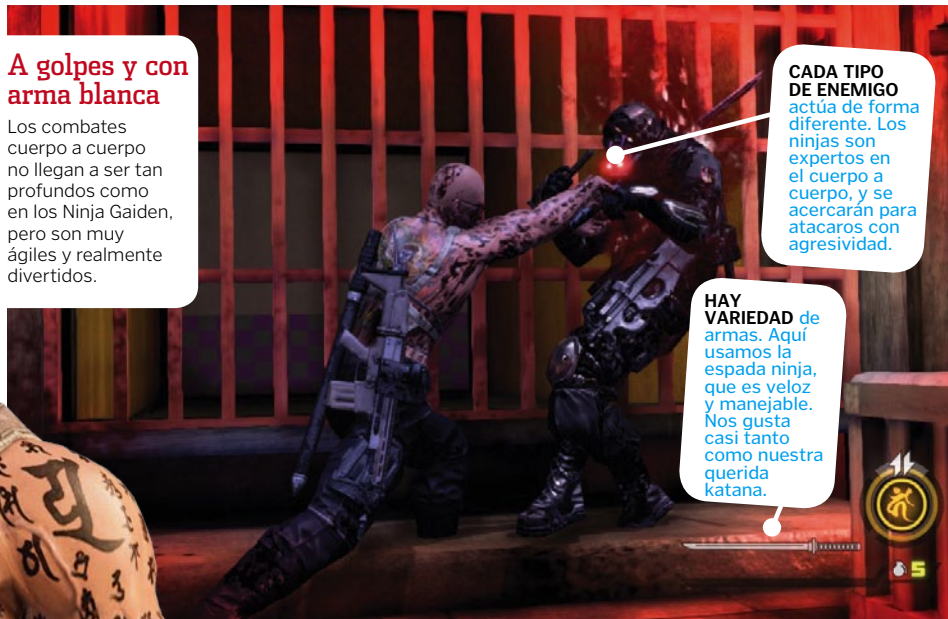 A golpes y con
arma blanca
Los combates
cuerpo a cuerpo
no llegan a ser tan
profundos como
en los Ninja Gaiden,
pero son muy
ágiles y realmente
divertidos.
CADA TIPO
DE ENEMIGO
actúa de forma
diferente. Los
ninjas son
expertos en
el cuerpo a
cuerpo, y se
acercarán para
atacaros con
agresividad.
HAY
VARIEDAD de
armas. Aquí
usamos la
espada ninja,
que es veloz
y manejable.
Nos gusta
casi tanto
como nuestra
querida
katana.
5